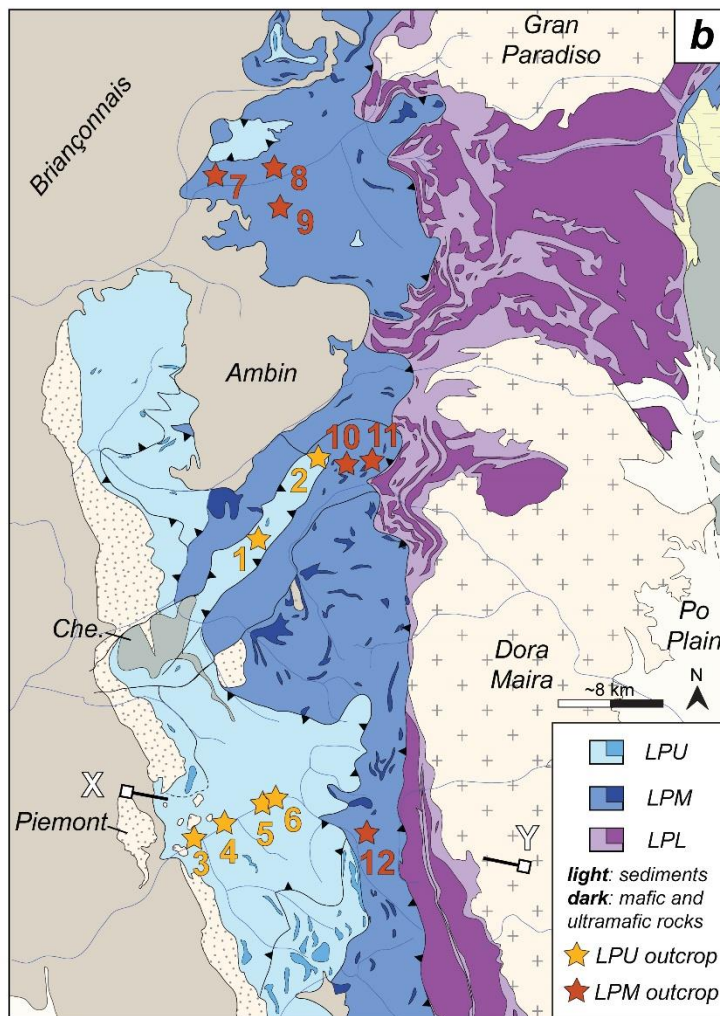 b
Gran
Paradiso
Briançonnais
7
8
9
Ambin
10
11
2
1
Che.
Po
Plain
Dora
Maira
N
~8 km
X
Piemont
3
4
5
6
12
Y
LPU
LPM
LPL
light: sediments
dark: mafic and
ultramafic rocks
LPU outcrop
LPM outcrop